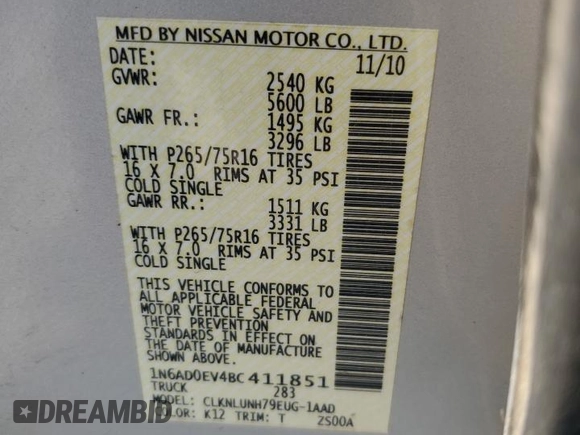 MFD BY NISSAN MOTOR CO., LTD.
DATE: 11/10
GVWR: 2540 KG
5600 LB
GAWR FR.: 1495 KG
3296 LB
WITH P265/75R16 TIRES
16 X 7.0 RIMS AT 35 PSI
COLD SINGLE
GAWR RR.: 1511 KG
3331 LB
WITH P265/75R16 TIRES
16 X 7.0 RIMS AT 35 PSI
COLD SINGLE
THIS VEHICLE CONFORMS TO
ALL APPLICABLE FEDERAL
MOTOR VEHICLE SAFETY AND
THEFT PREVENTION
STANDARDS IN EFFECT ON
THE DATE OF MANUFACTURE
SHOWN ABOVE.
1N6AD0EV4BC411851
TRUCK 283
MODEL: CLKNLUNH79EUG-1AAD
COLOR: K12 TRIM: T 2S00A
DREAMBID